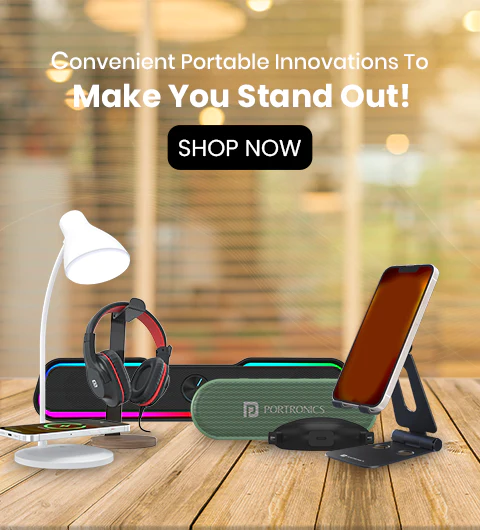 Convenient Portable Innovations To
Make You Stand Out!
SHOP NOW
PORTRONICS